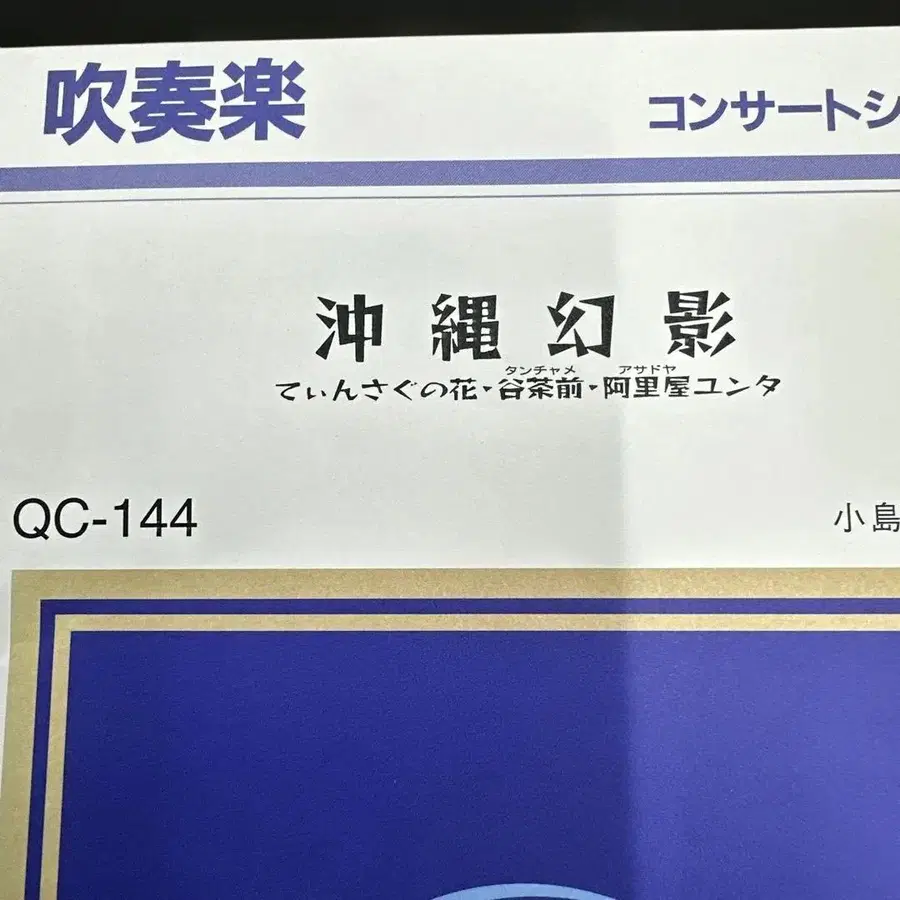 吹奏楽
コンサートシ
沖縄幻影
タンチャメ アサドヤ
てぃんさぐの花・谷茶前・阿里屋ユンタ
QC-144
小島